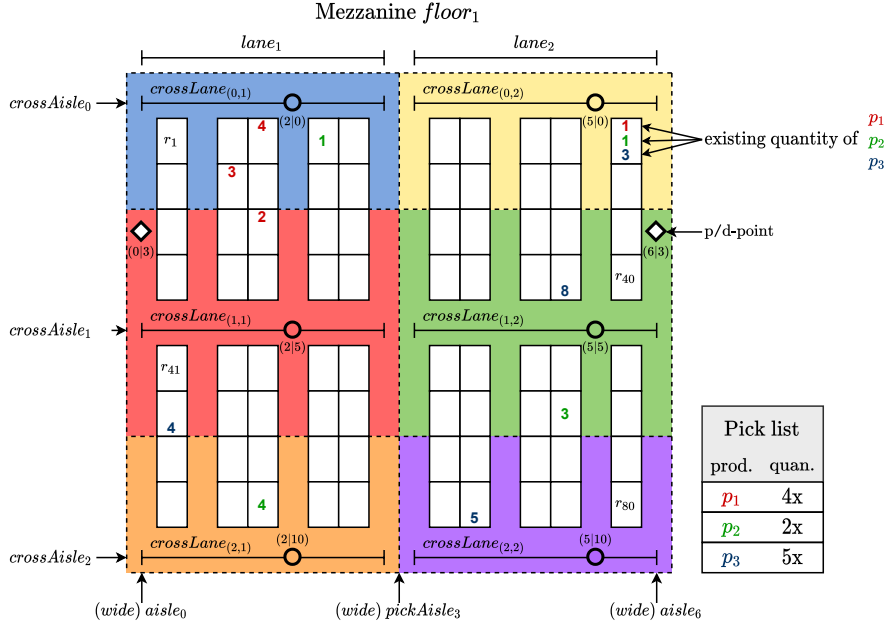 Mezzanine floor₁
lane₁ lane₂
crossAisle₀
crossLane₍₀,₁₎ crossLane₍₀,₂₎
(2|0) (5|0)
r₁ 4 1 1 p₁
1 existing quantity of p₂
3 p₃
3
2
p/d-point
(0|3) (6|3)
r₄₀
8
crossAisle₁
crossLane₍₁,₁₎ crossLane₍₁,₂₎
(2|5) (5|5)
r₄₁
3
4
Pick list
prod. quan.
p₁ 4x
p₂ 2x
p₃ 5x
4 r₈₀
5
(2|10) (5|10)
crossAisle₂
crossLane₍₂,₁₎ crossLane₍₂,₂₎
(wide) aisle₀ (wide) pickAisle₃ (wide) aisle₆